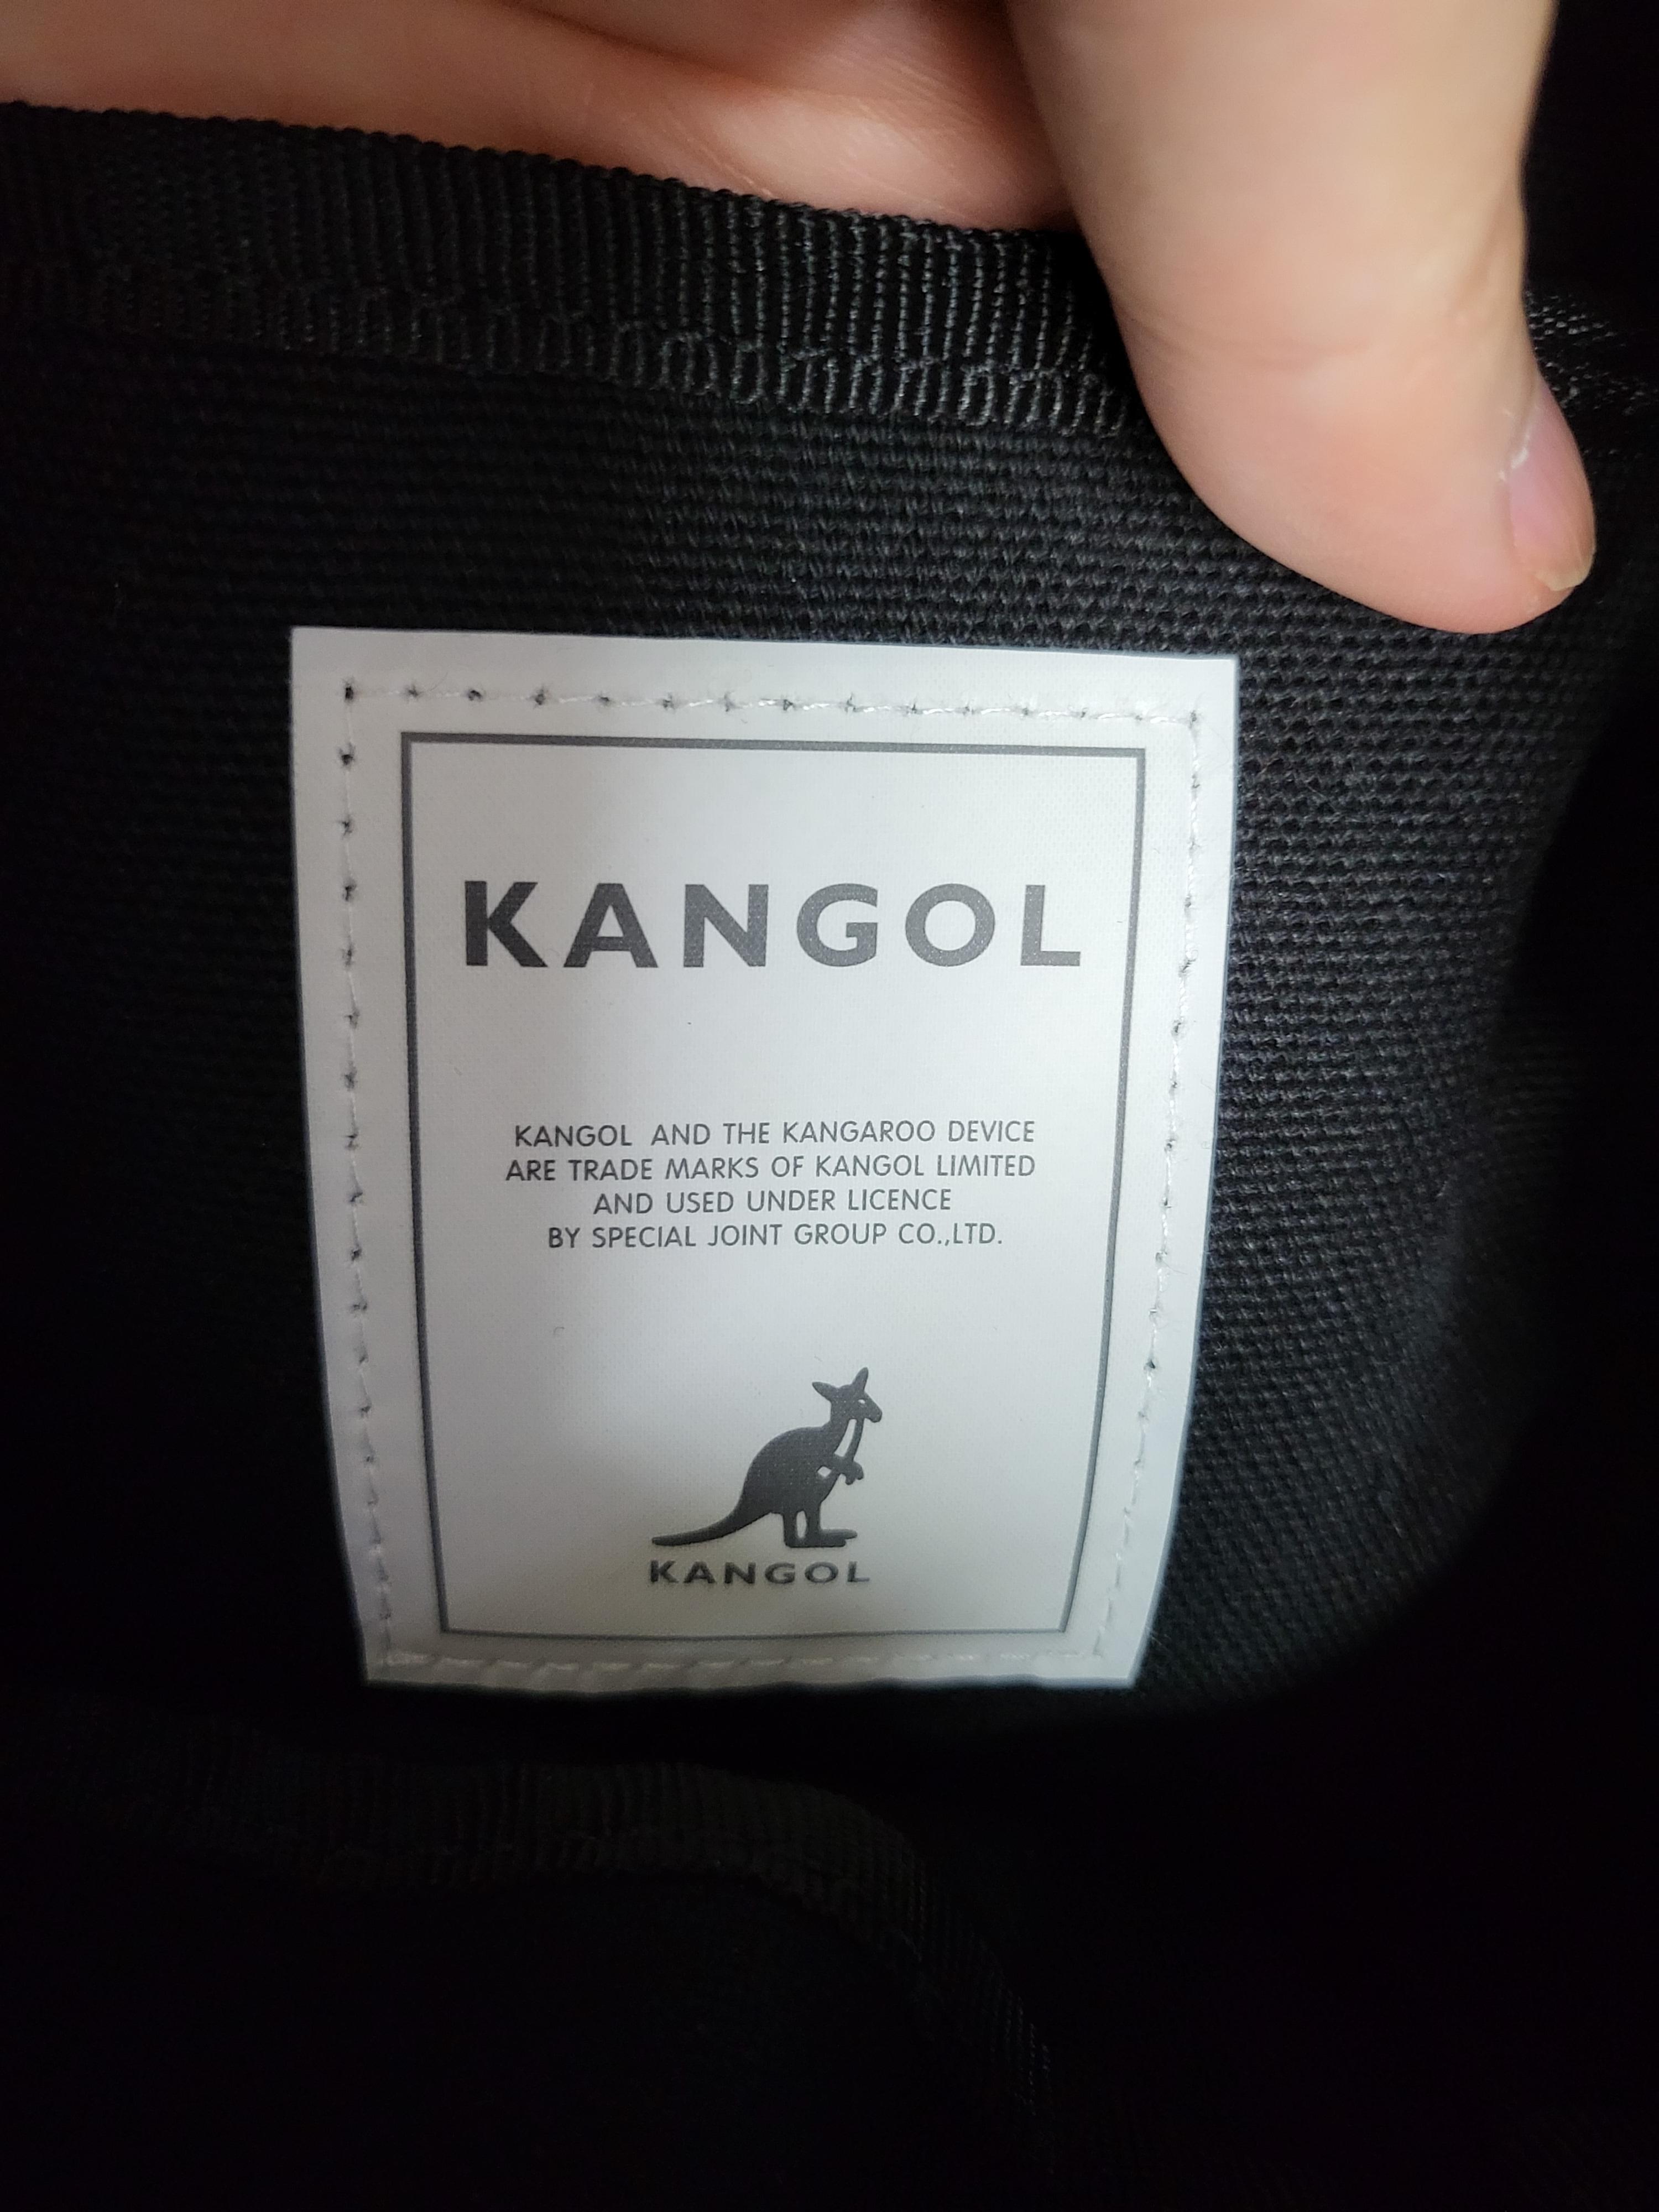 KANGOL
KANGOL AND THE KANGAROO DEVICE
ARE TRADE MARKS OF KANGOL LIMITED
AND USED UNDER LICENCE
BY SPECIAL JOINT GROUP CO.,LTD.
KANGOL